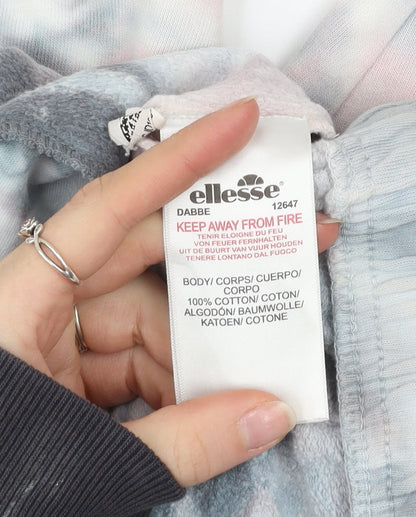 ellesse®
DABBE 12647
KEEP AWAY FROM FIRE
TENIR ELOIGNE DU FEU
VON FEUER FERNHALTEN
UIT DE BUURT VAN VUUR HOUDEN
TENERE LONTANO DAL FUOCO
BODY/ CORPS/ CUERPO/
CORPO
100% COTTON/ COTON/
ALGODÓN/ BAUMWOLLE/
KATOEN/ COTONE